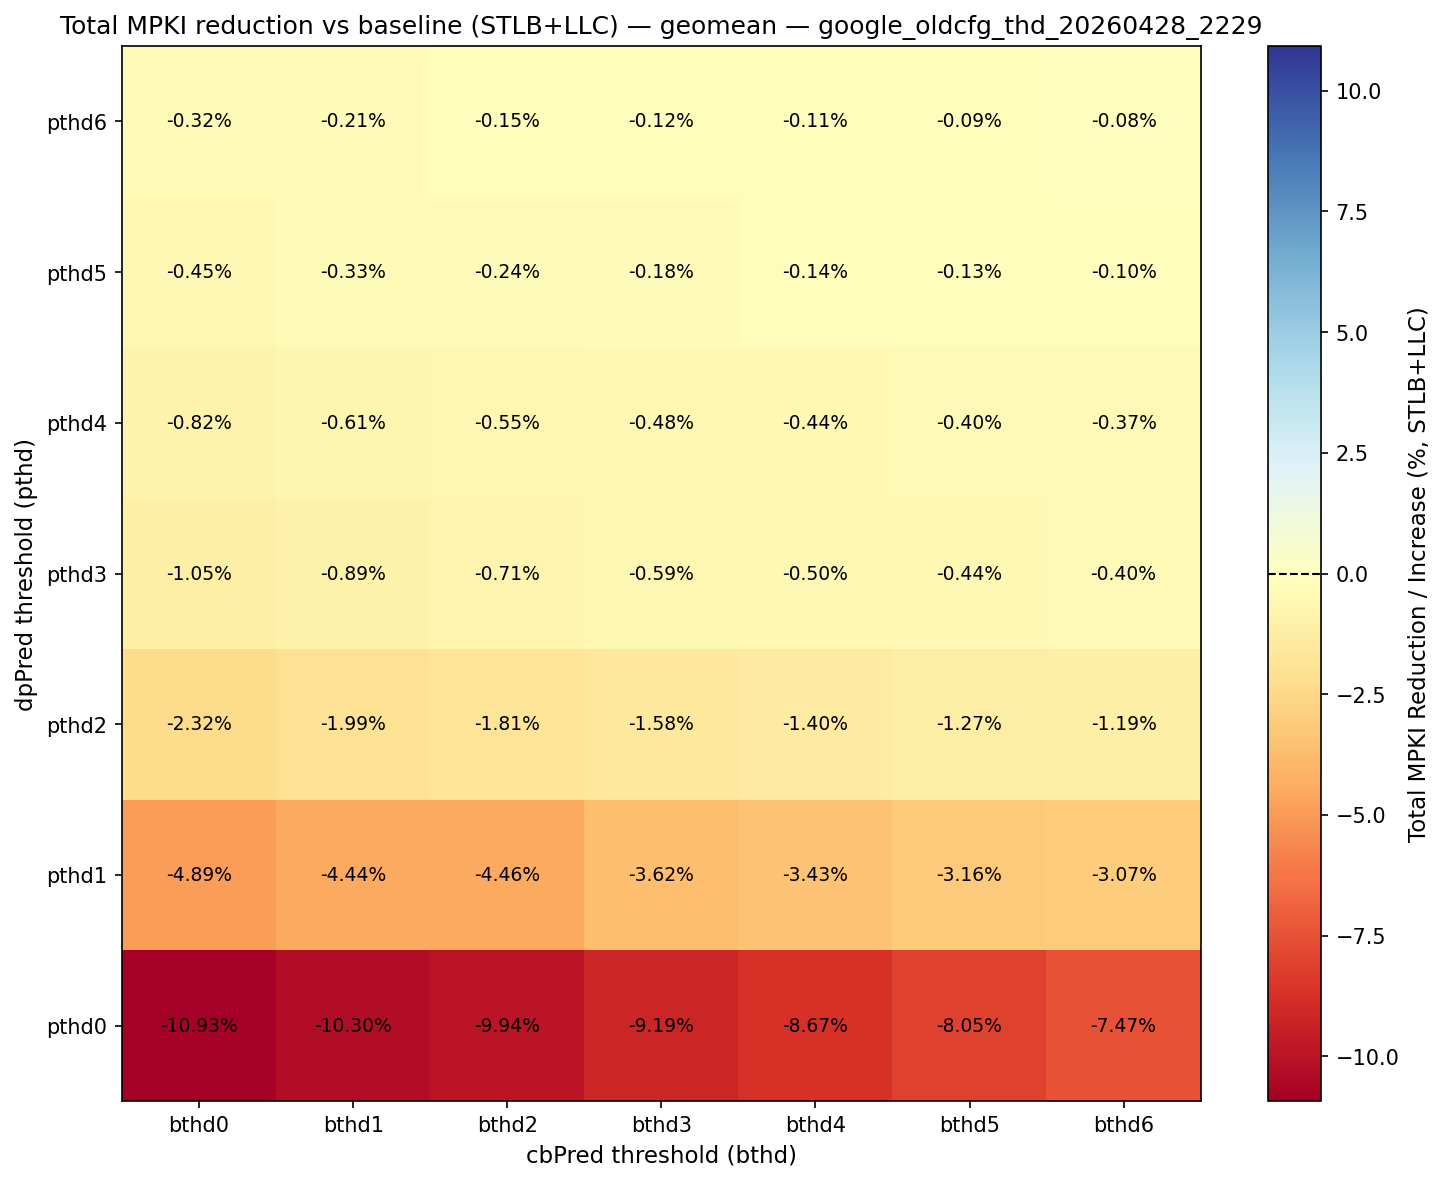 Total MPKI reduction vs baseline (STLB+LLC) — geomean — google_oldcfg_thd_20260428_2229
pthd6 -0.32% -0.21% -0.15% -0.12% -0.11% -0.09% -0.08%
pthd5 -0.45% -0.33% -0.24% -0.18% -0.14% -0.13% -0.10%
pthd4 -0.82% -0.61% -0.55% -0.48% -0.44% -0.40% -0.37%
pthd3 -1.05% -0.89% -0.71% -0.59% -0.50% -0.44% -0.40%
pthd2 -2.32% -1.99% -1.81% -1.58% -1.40% -1.27% -1.19%
pthd1 -4.89% -4.44% -4.46% -3.62% -3.43% -3.16% -3.07%
pthd0 -10.93% -10.30% -9.94% -9.19% -8.67% -8.05% -7.47%
bthd0 bthd1 bthd2 bthd3 bthd4 bthd5 bthd6
cbPred threshold (bthd)
dpPred threshold (pthd)
10.0
7.5
5.0
2.5
0.0
−2.5
−5.0
−7.5
−10.0
Total MPKI Reduction / Increase (%, STLB+LLC)